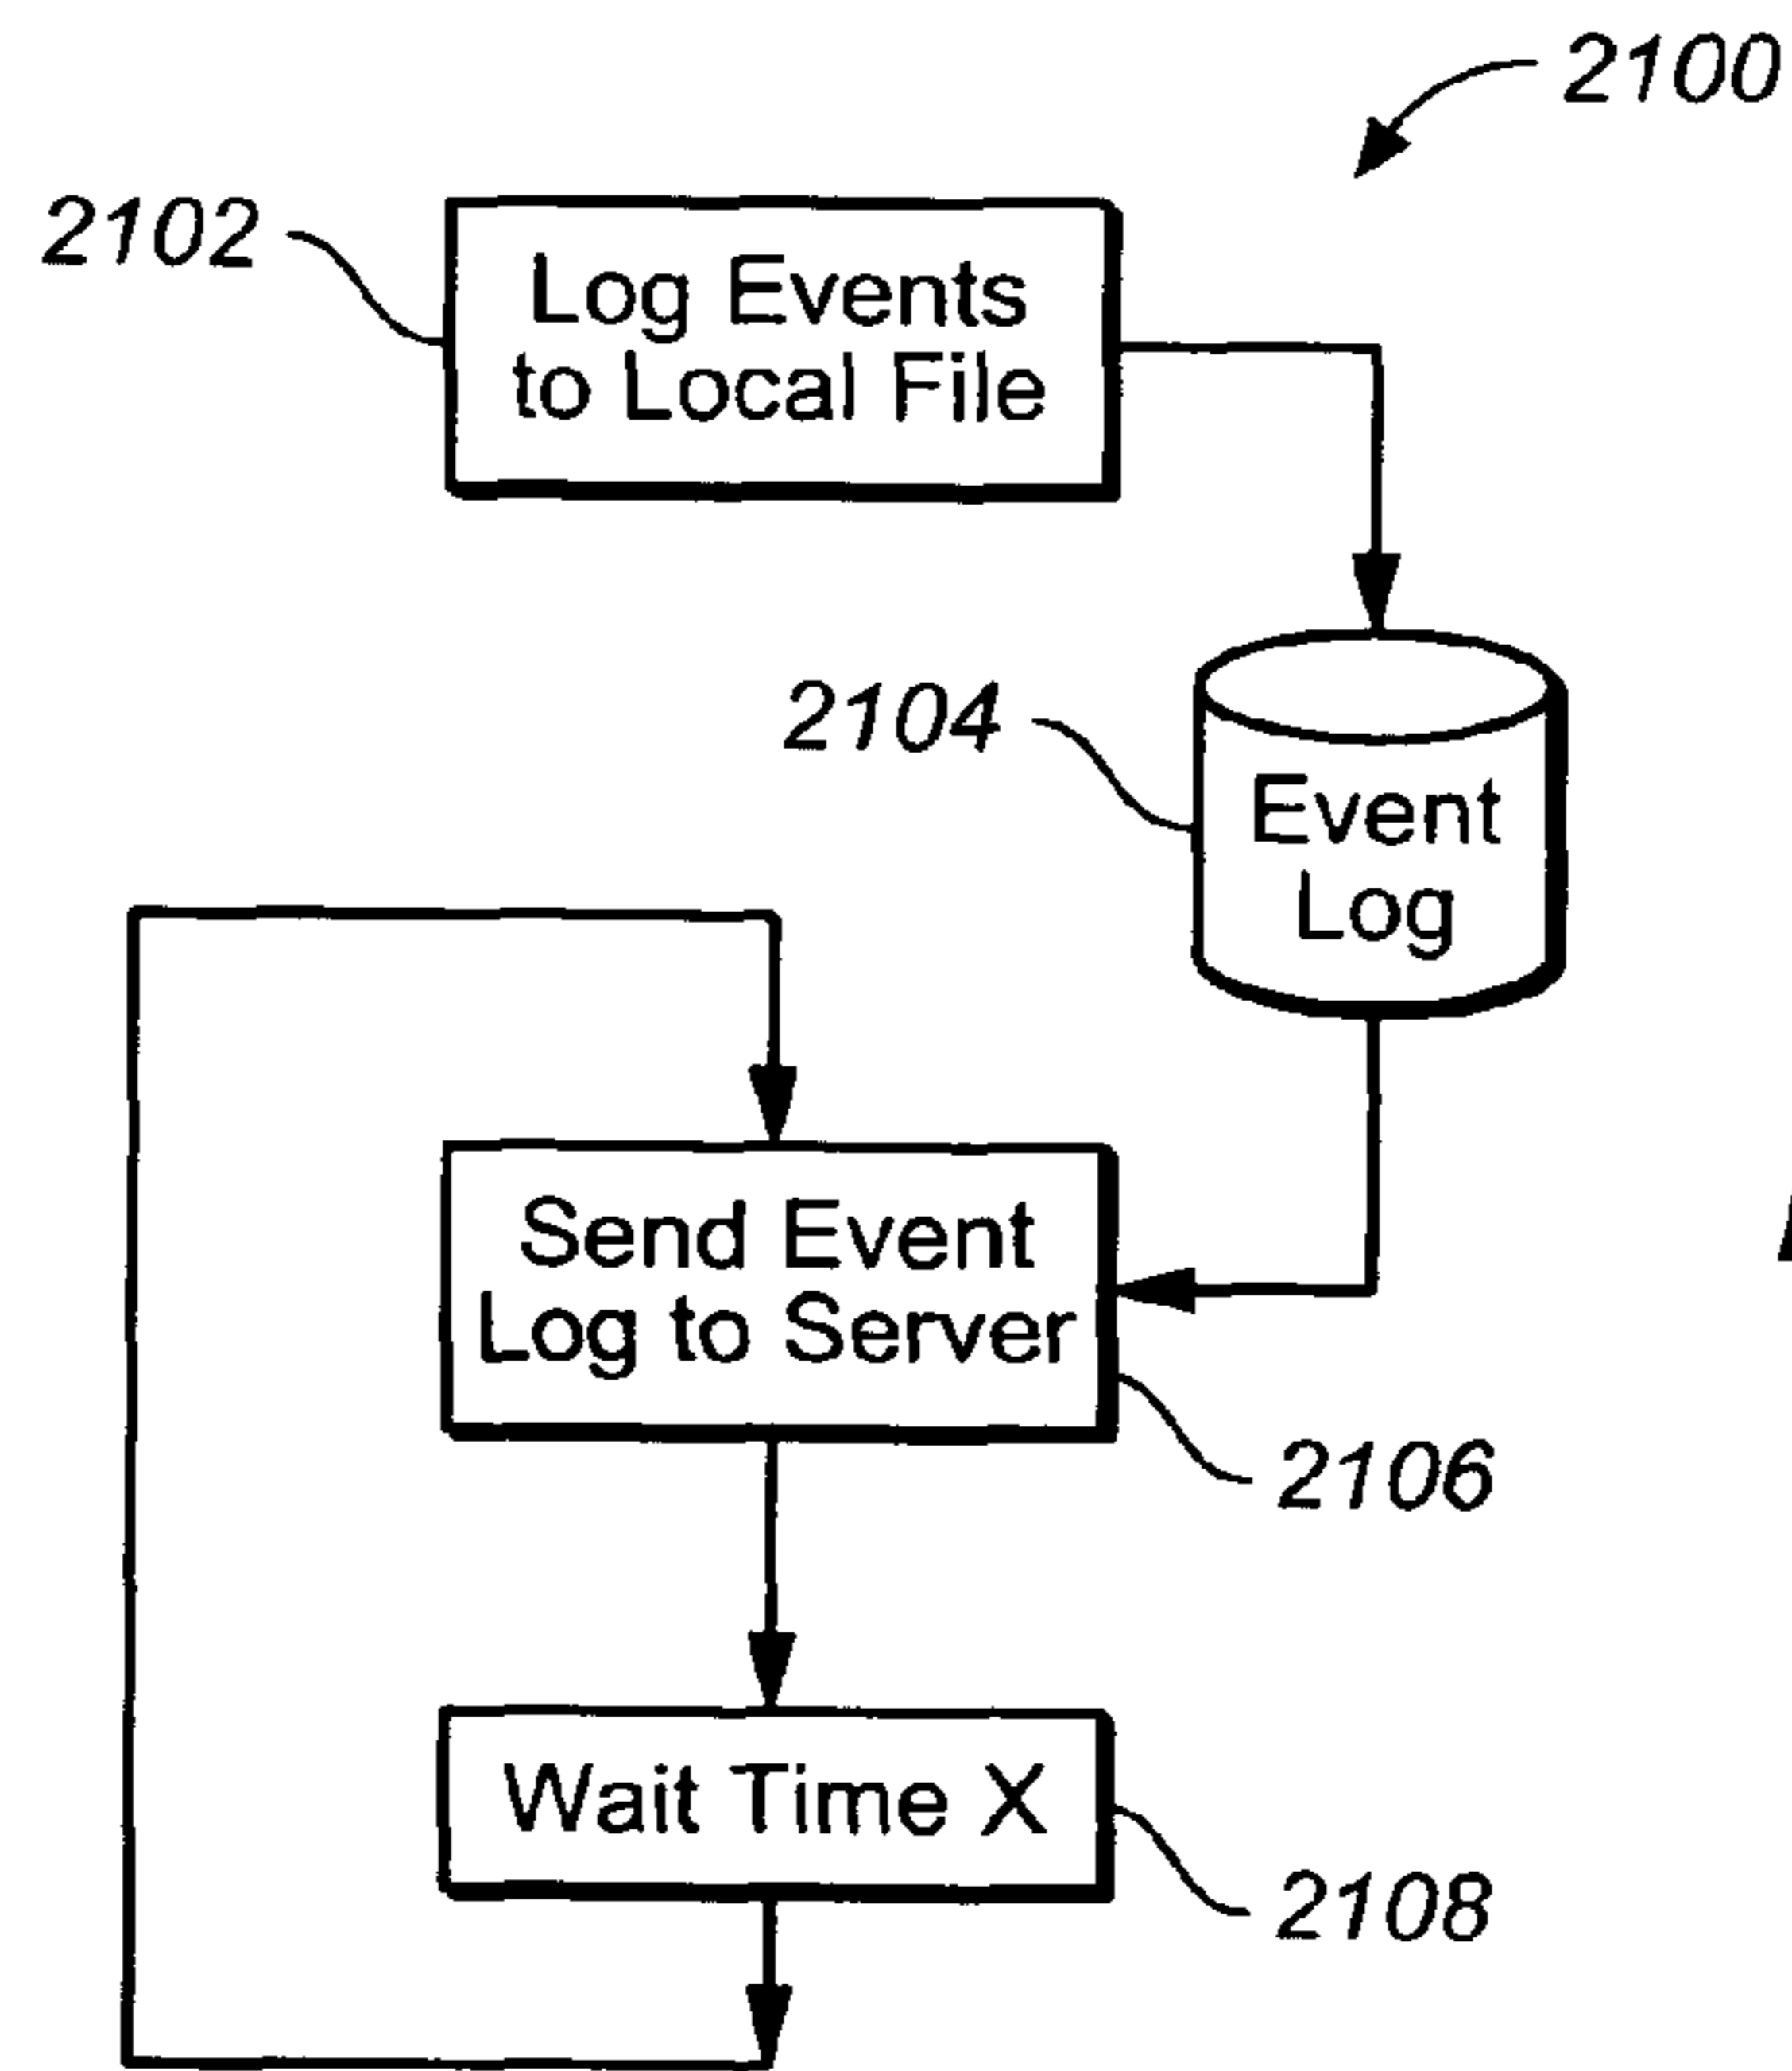 2100
2102
Log Events
to Local File
2104
Event
Log
Send Event
Log to Server
2106
Wait Time X
2108